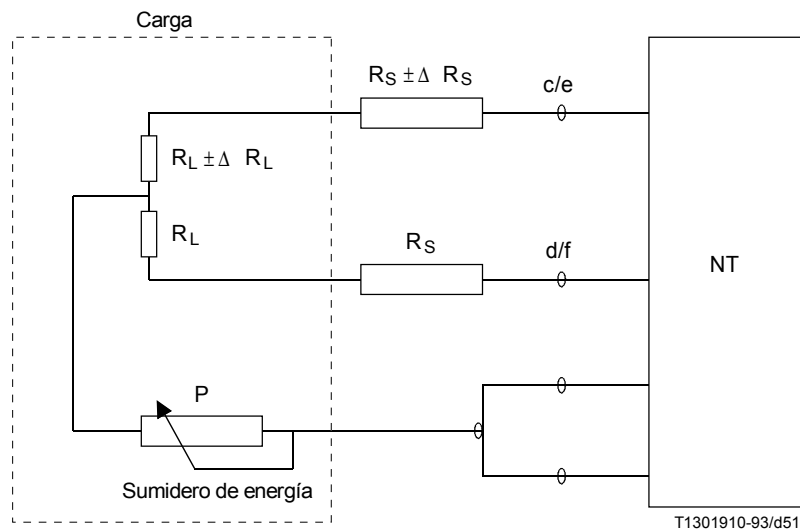 Carga
R_S ± Δ R_S
c/e
R_L ± Δ R_L
R_L
R_S
d/f
NT
P
Sumidero de energía
T1301910-93/d51